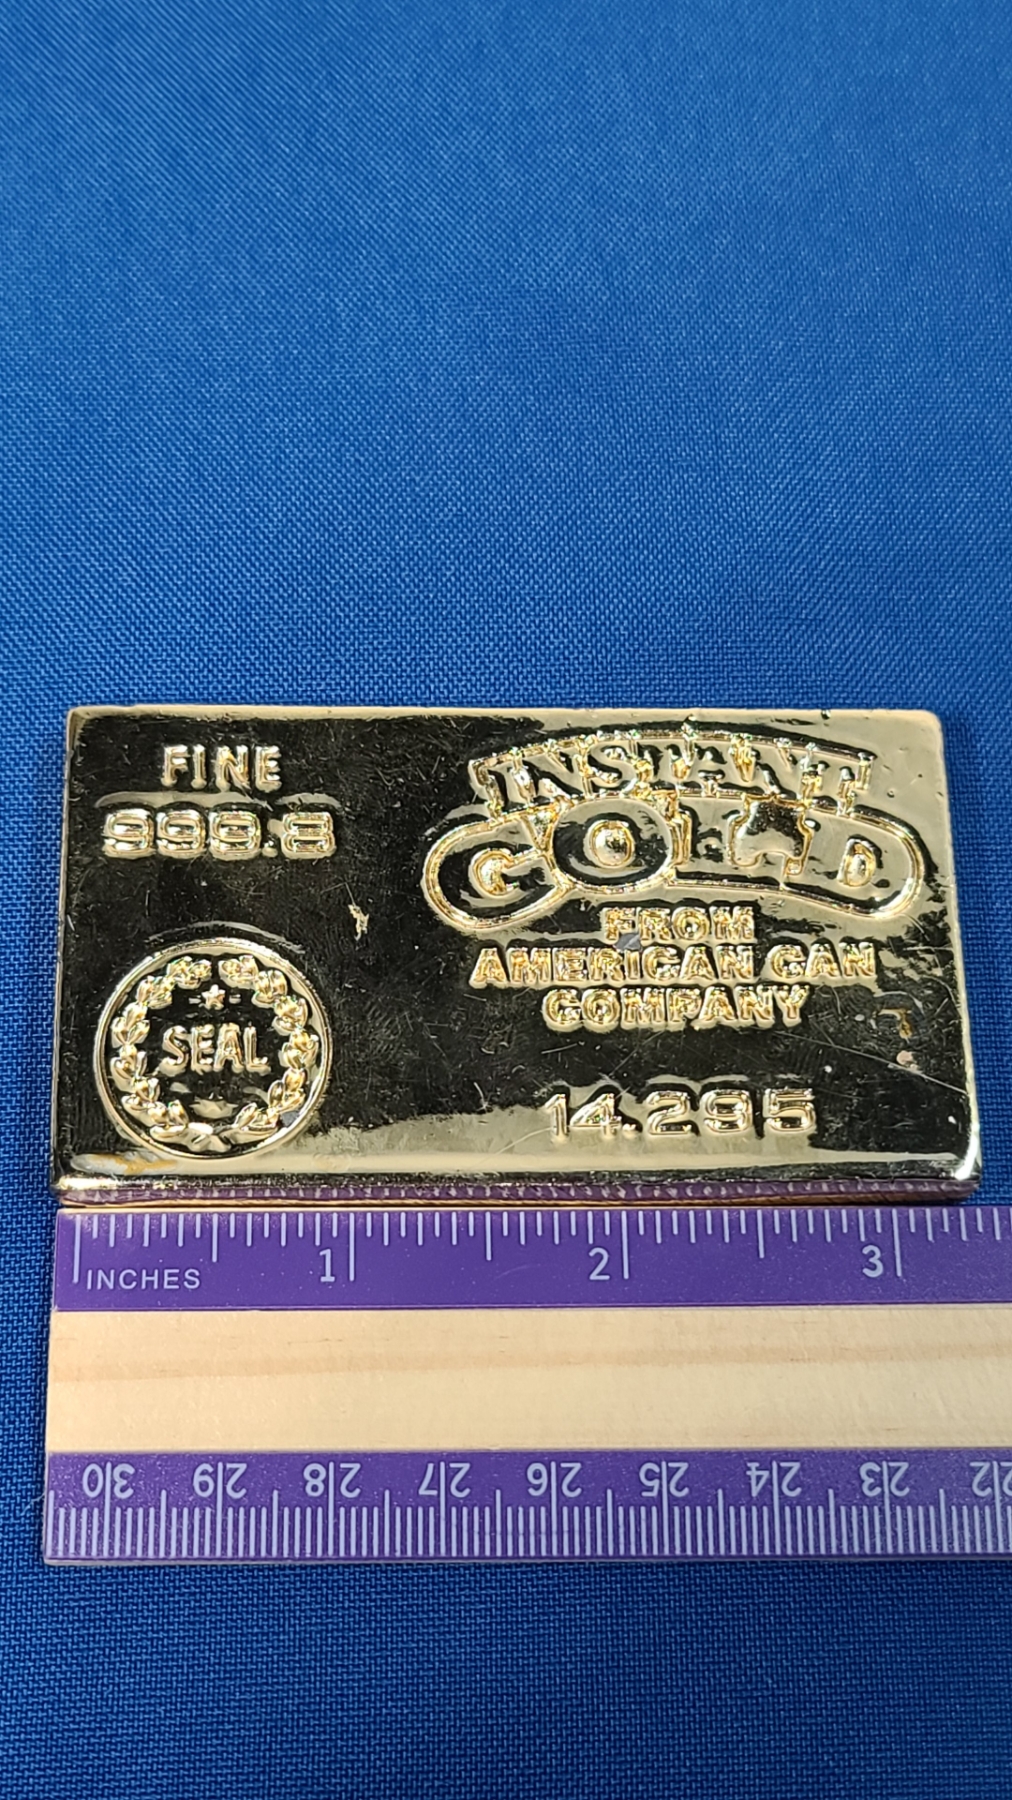 FINE
999.8
INSTANT
GOLD
FROM
AMERICAN CAN
COMPANY
SEAL
14.295
1 2 3
INCHES
30 29 28 27 26 25 24 23 22